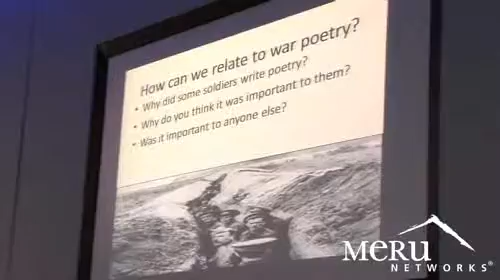 How can we relate to war poetry?
• Why did some soldiers write poetry?
• Why do you think it was important to them?
• Was it important to anyone else?
MERU
NETWORKS®